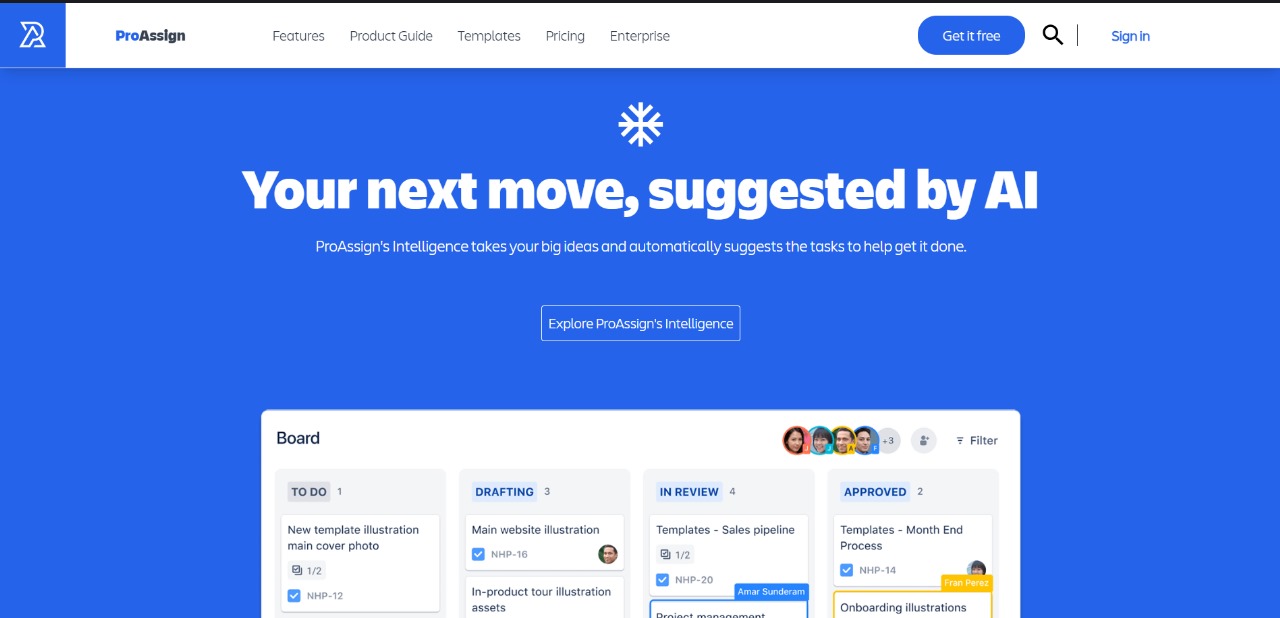 ProAssign
Features
Product Guide
Templates
Pricing
Enterprise
Get it free
Sign in
Your next move, suggested by AI
ProAssign's Intelligence takes your big ideas and automatically suggests the tasks to help get it done.
Explore ProAssign's Intelligence
Board
J
J
A
F
+3
Filter
TO DO 1
New template illustration
main cover photo
1/2
NHP-12
DRAFTING 3
Main website illustration
NHP-16
In-product tour illustration
assets
IN REVIEW 4
Templates - Sales pipeline
1/2
NHP-20
Amar Sunderam
Project management
APPROVED 2
Templates - Month End
Process
NHP-14
Fran Perez
Onboarding illustrations